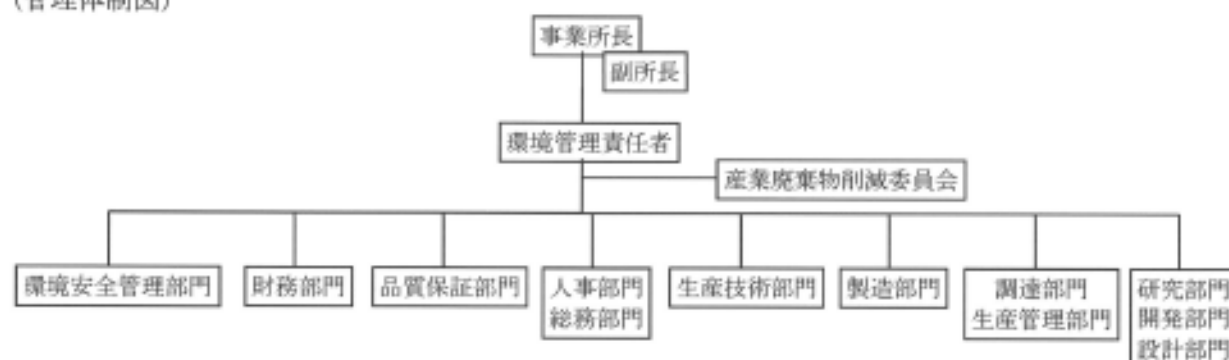 (管理体制図)
事業所長
副所長
環境管理責任者
産業廃棄物削減委員会
環境安全管理部門
財務部門
品質保証部門
人事部門
総務部門
生産技術部門
製造部門
調達部門
生産管理部門
研究部門
開発部門
設計部門